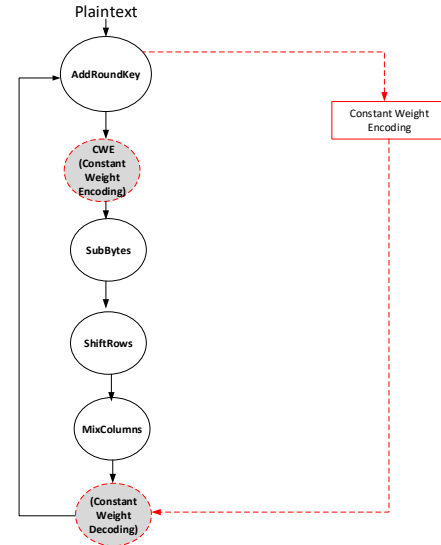 Plaintext
AddRoundKey
Constant Weight
Encoding
CWE
(Constant
Weight
Encoding)
SubBytes
ShiftRows
MixColumns
(Constant
Weight
Decoding)